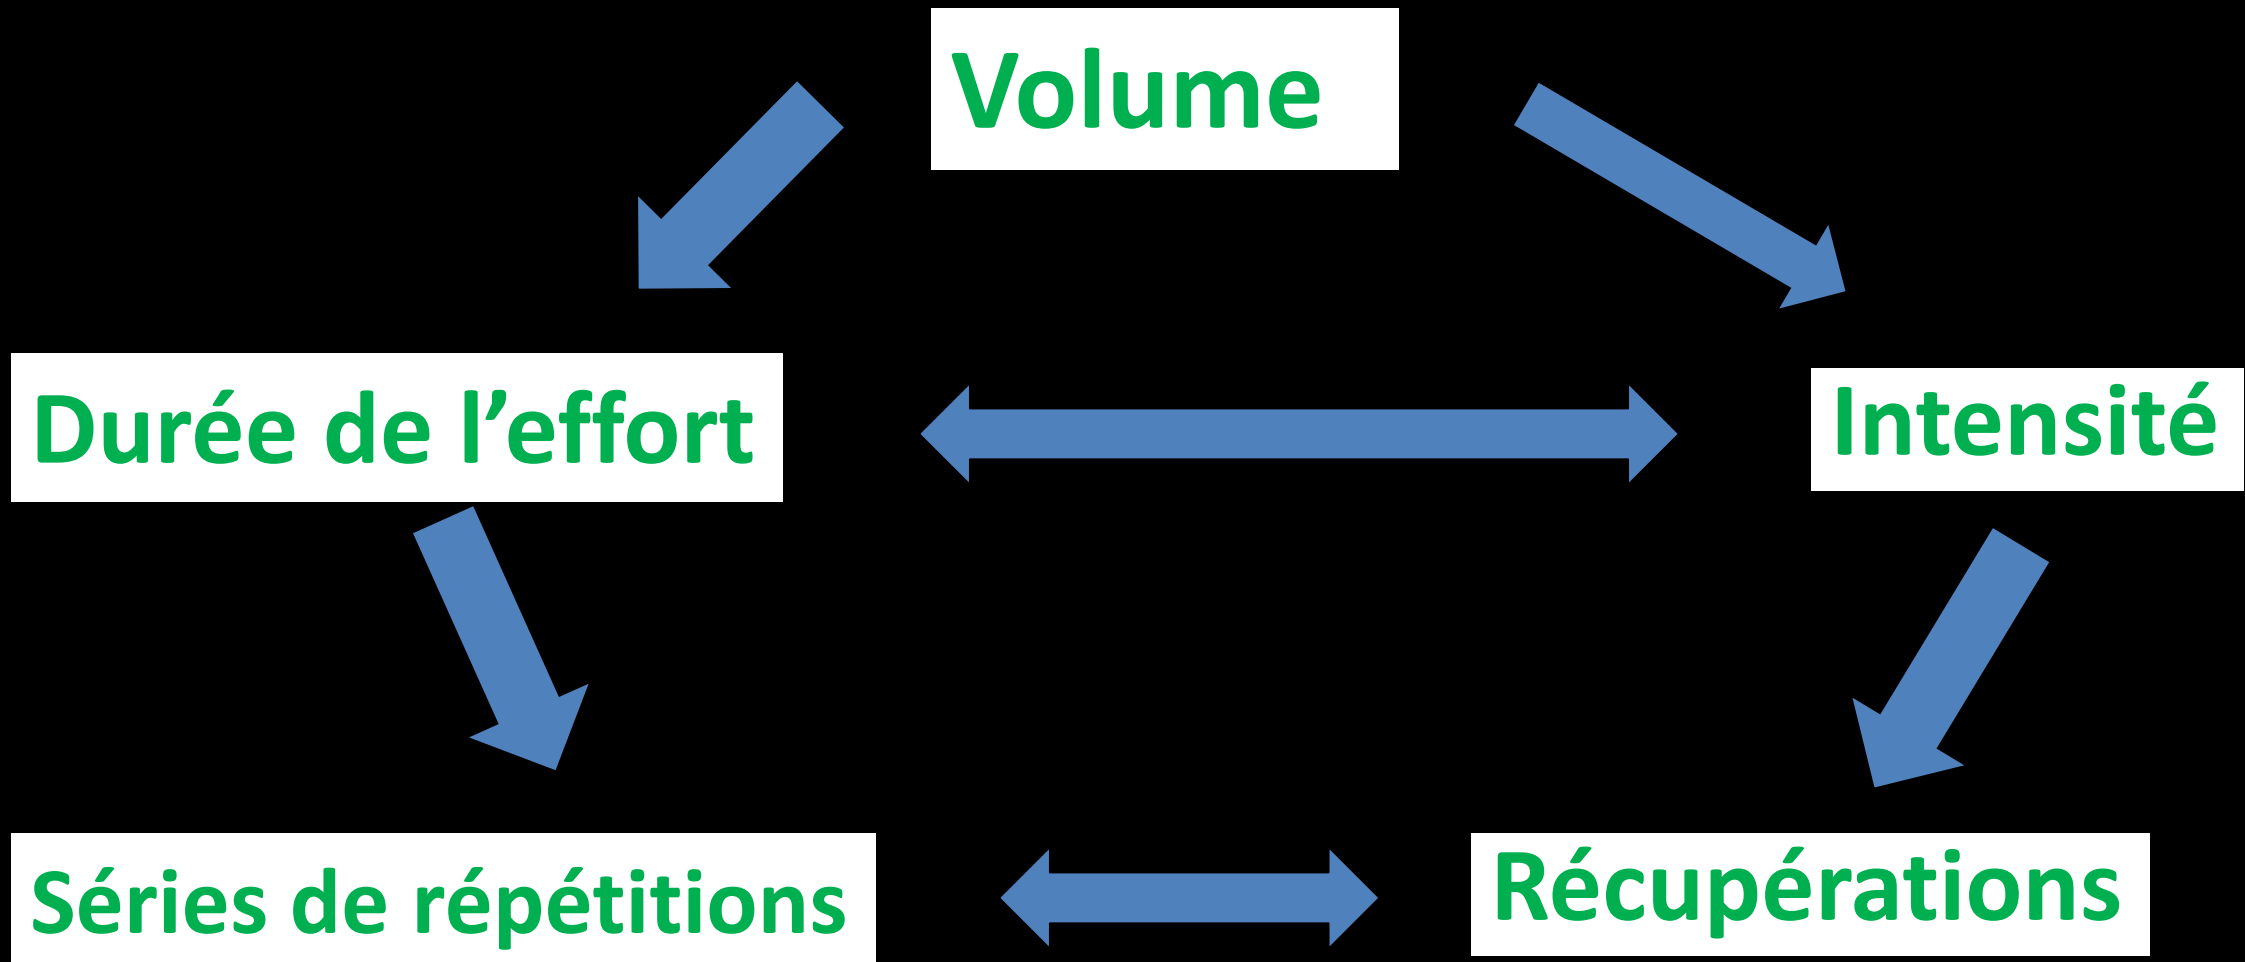 Volume
Durée de l’effort
Intensité
Séries de répétitions
Récupérations